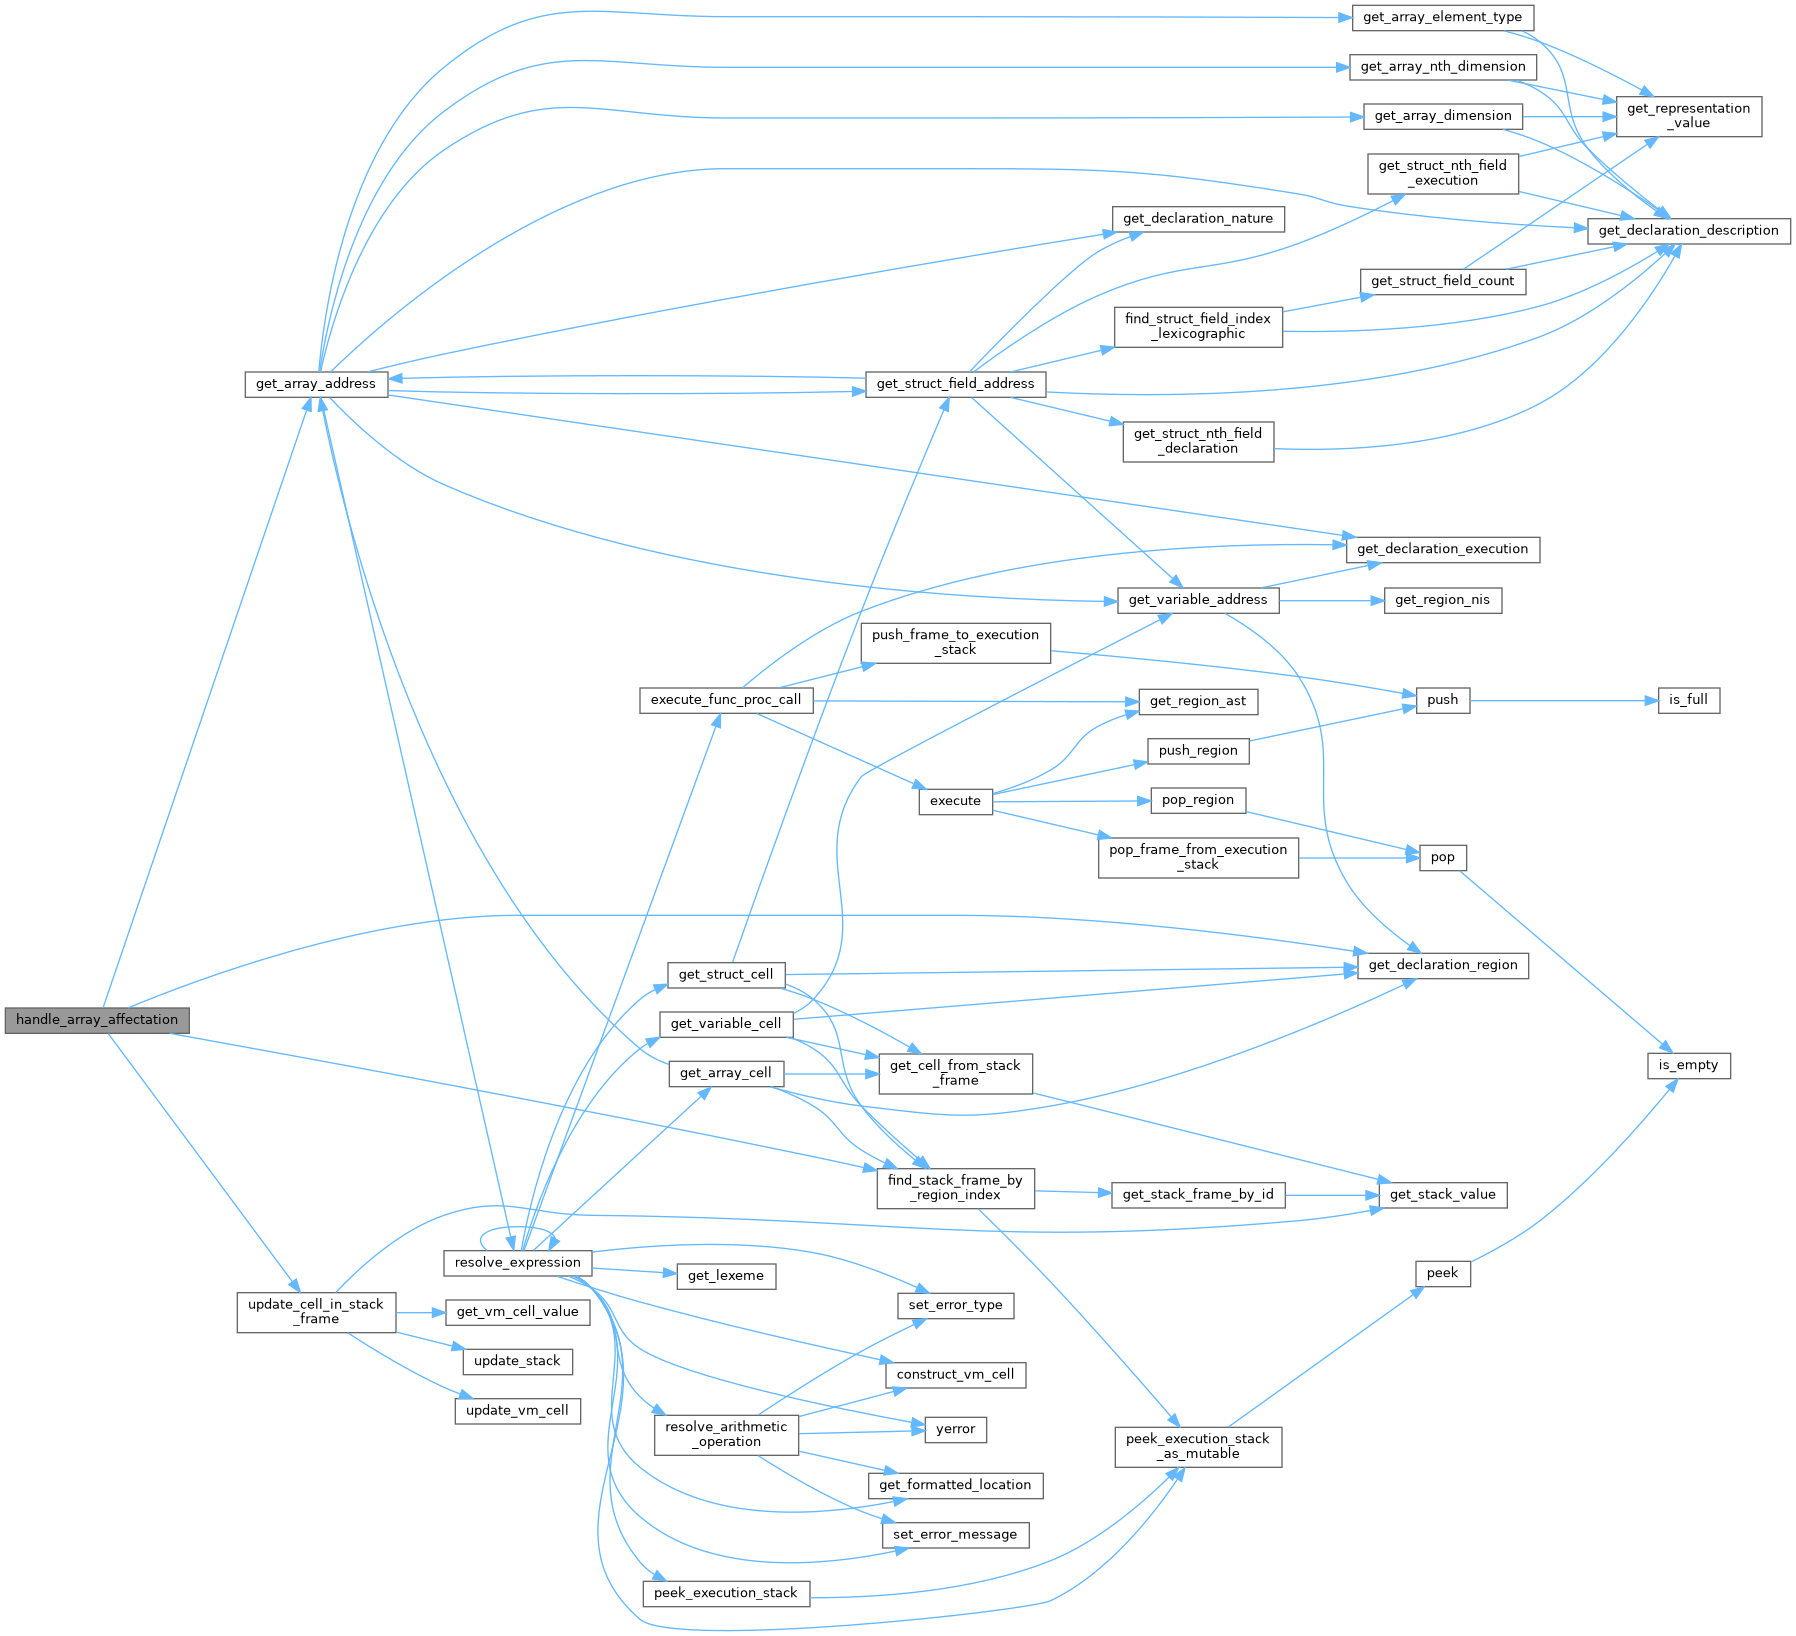 get_array_element_type
get_array_nth_dimension
get_representation
_value
get_array_dimension
get_struct_nth_field
_execution
get_declaration_nature
get_declaration_description
get_struct_field_count
find_struct_field_index
_lexicographic
get_array_address
get_struct_field_address
get_struct_nth_field
_declaration
get_declaration_execution
get_variable_address
get_region_nis
push_frame_to_execution
_stack
execute_func_proc_call
get_region_ast
push
is_full
push_region
execute
pop_region
pop_frame_from_execution
_stack
pop
get_struct_cell
get_declaration_region
handle_array_affectation
get_variable_cell
get_array_cell
get_cell_from_stack
_frame
is_empty
find_stack_frame_by
_region_index
get_stack_frame_by_id
get_stack_value
resolve_expression
get_lexeme
peek
update_cell_in_stack
_frame
get_vm_cell_value
set_error_type
update_stack
construct_vm_cell
update_vm_cell
resolve_arithmetic
_operation
yerror
peek_execution_stack
_as_mutable
get_formatted_location
set_error_message
peek_execution_stack